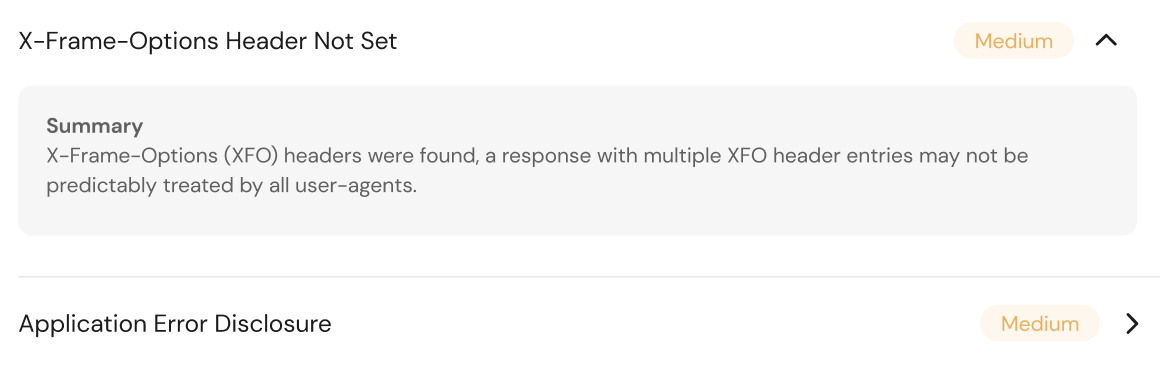 X-Frame-Options Header Not Set
Medium
Summary
X-Frame-Options (XFO) headers were found, a response with multiple XFO header entries may not be
predictably treated by all user-agents.
Application Error Disclosure
Medium